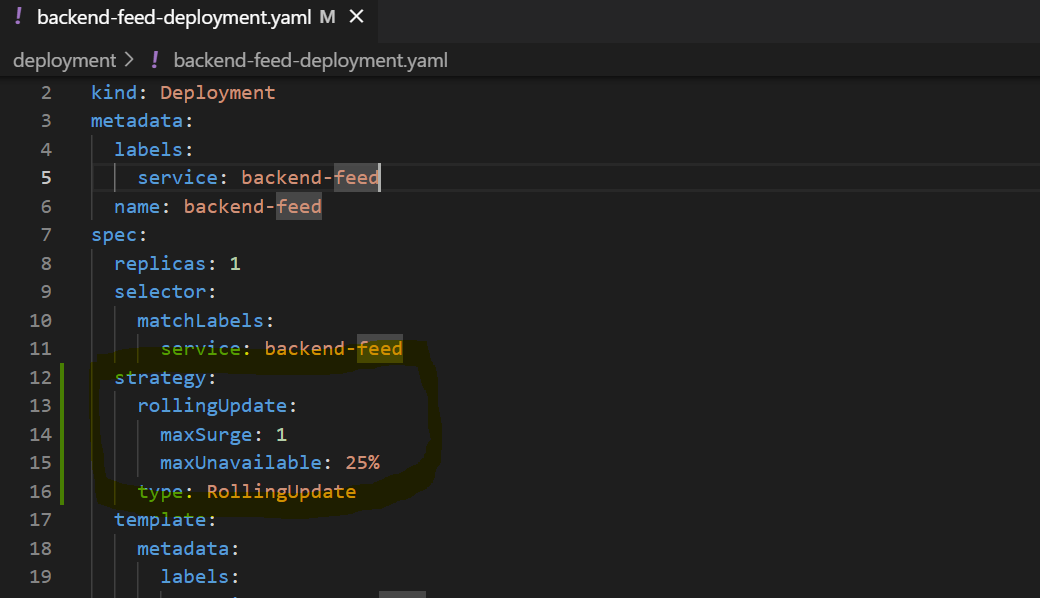 ! backend-feed-deployment.yaml M ×
deployment > ! backend-feed-deployment.yaml
2 kind: Deployment
3 metadata:
4   labels:
5     service: backend-feed
6   name: backend-feed
7 spec:
8   replicas: 1
9   selector:
10     matchLabels:
11       service: backend-feed
12   strategy:
13     rollingUpdate:
14       maxSurge: 1
15       maxUnavailable: 25%
16     type: RollingUpdate
17   template:
18     metadata:
19       labels: